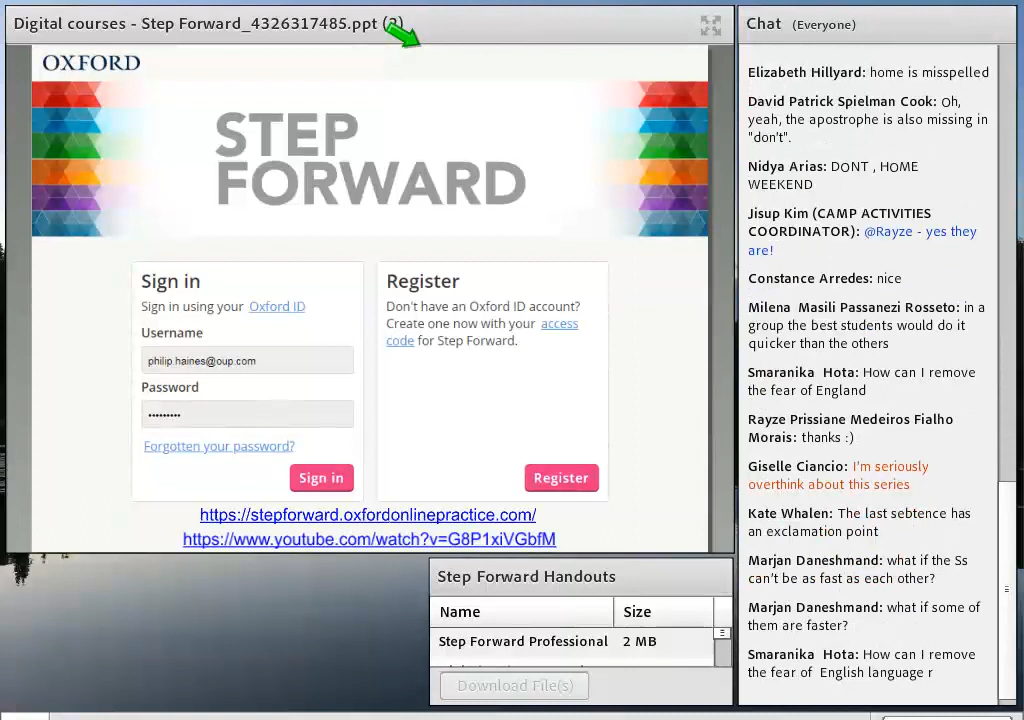 Digital courses - Step Forward_4326317485.ppt (2)
OXFORD
STEP
FORWARD
Sign in
Sign in using your Oxford ID
Username
philip.haines@oup.com
Password
•••••••••
Forgotten your password?
Sign in
Register
Don't have an Oxford ID account?
Create one now with your access
code for Step Forward.
Register
https://stepforward.oxfordonlinepractice.com/
https://www.youtube.com/watch?v=G8P1xiVGbfM
Step Forward Handouts
Name Size
Step Forward Professional 2 MB
Download File(s)
Chat (Everyone)
Elizabeth Hillyard: home is misspelled
David Patrick Spielman Cook: Oh,
yeah, the apostrophe is also missing in
"don't".
Nidya Arias: DONT , HOME
WEEKEND
Jisup Kim (CAMP ACTIVITIES
COORDINATOR): @Rayze - yes they
are!
Constance Arredes: nice
Milena Masili Passanezi Rosseto: in a
group the best students would do it
quicker than the others
Smaranika Hota: How can I remove
the fear of England
Rayze Prissiane Medeiros Fialho
Morais: thanks :)
Giselle Ciancio: I'm seriously
overthink about this series
Kate Whalen: The last sebtence has
an exclamation point
Marjan Daneshmand: what if the Ss
can't be as fast as each other?
Marjan Daneshmand: what if some of
them are faster?
Smaranika Hota: How can I remove
the fear of English language r